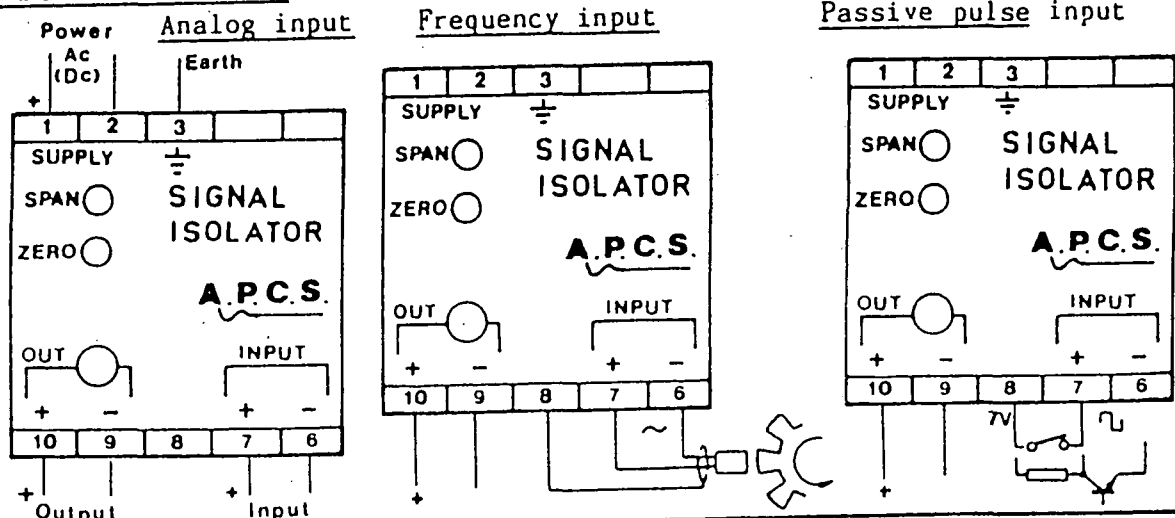 Analog input
Power
Ac
(Dc)
+
Earth
1 2 3
SUPPLY
SPAN
ZERO
SIGNAL
ISOLATOR
A.P.C.S.
OUT
INPUT
+ - + -
10 9 8 7 6
+
Output
+
Input
Frequency input
1 2 3
SUPPLY
SPAN
ZERO
SIGNAL
ISOLATOR
A.P.C.S.
OUT
INPUT
+ - + -
10 9 8 7 6
~
+
Passive pulse input
1 2 3
SUPPLY
SPAN
ZERO
SIGNAL
ISOLATOR
A.P.C.S.
OUT
INPUT
+ - + -
10 9 8 7 6
7V
+